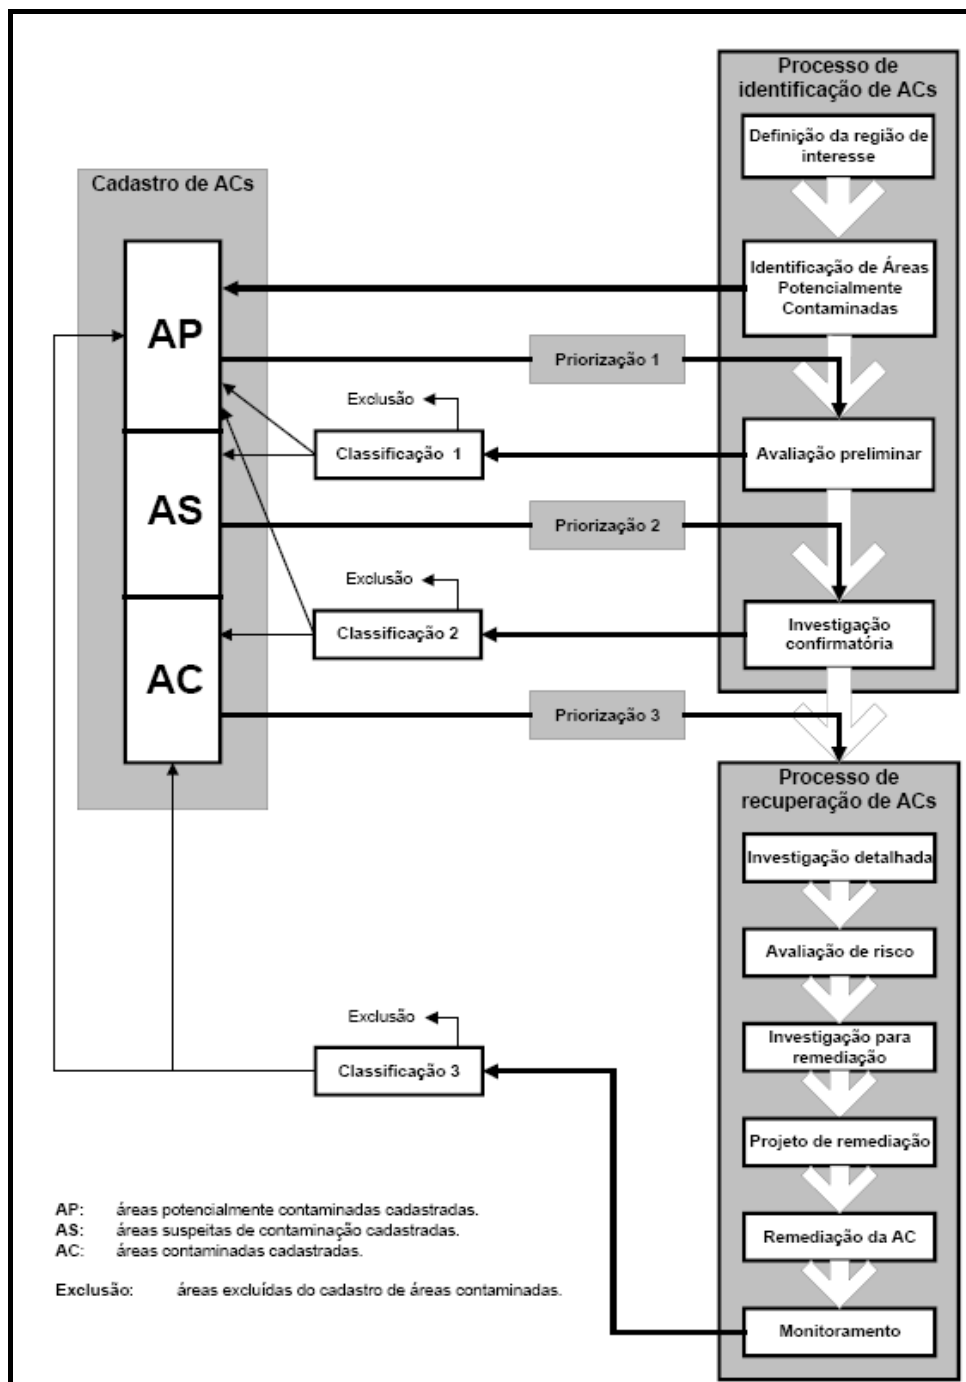 Processo de
identificação de ACs
Definição da região de
interesse
Cadastro de ACs
Identificação de Áreas
Potencialmente
Contaminadas
AP
Priorização 1
Exclusão
Classificação 1
Avaliação preliminar
AS
Priorização 2
Exclusão
Classificação 2
Investigação
confirmatória
AC
Priorização 3
Processo de
recuperação de ACs
Investigação detalhada
Avaliação de risco
Exclusão
Investigação para
remediação
Classificação 3
Projeto de remediação
Remediação da AC
Monitoramento
AP: áreas potencialmente contaminadas cadastradas.
AS: áreas suspeitas de contaminação cadastradas.
AC: áreas contaminadas cadastradas.
Exclusão: áreas excluídas do cadastro de áreas contaminadas.